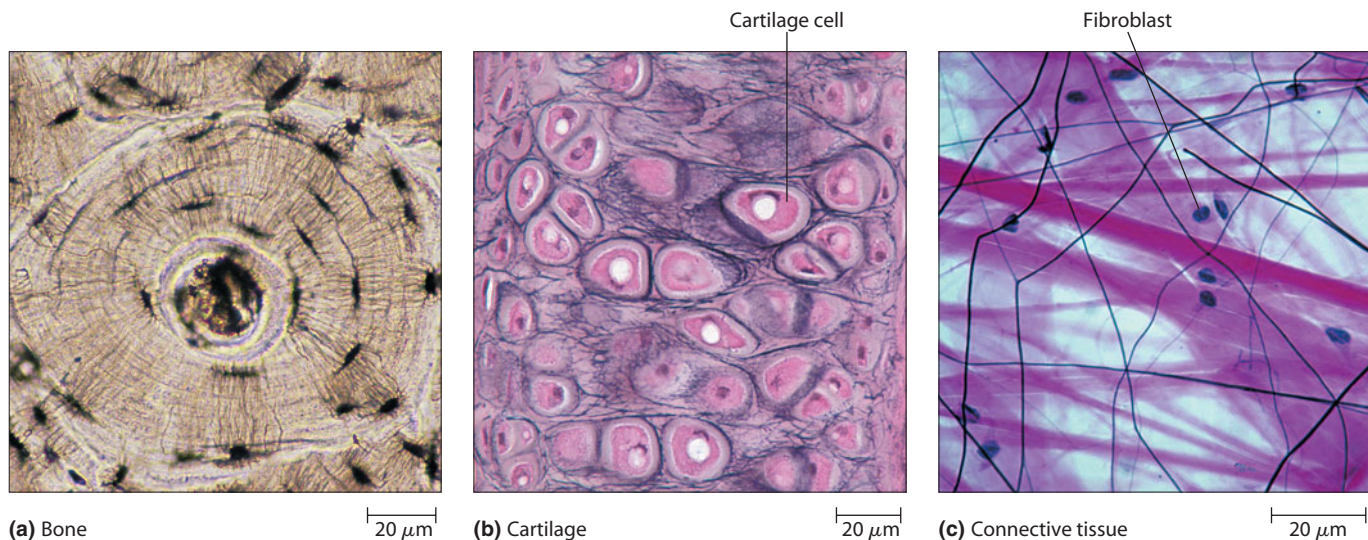 Cartilage cell
Fibroblast
(a) Bone
20 μm
(b) Cartilage
20 μm
(c) Connective tissue
20 μm